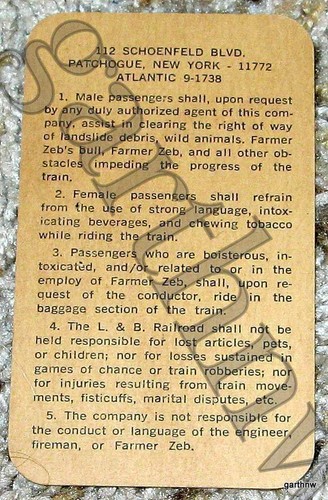 112 SCHOENFELD BLVD.
PATCHOGUE, NEW YORK - 11772
ATLANTIC 9-1738
1. Male passengers shall, upon request
by any duly authorized agent of this com-
pany, assist in clearing the right of way
of landslide debris, wild animals. Farmer
Zeb's bull, Farmer Zeb, and all other ob-
stacles impeding the progress of the
train.
2. Female passengers shall refrain
from the use of strong language, intox-
icating beverages, and chewing tobacco
while riding the train.
3. Passengers who are boisterous, in-
toxicated, and/or related to or in the
employ of Farmer Zeb, shall, upon re-
quest of the conductor, ride in the
baggage section of the train.
4. The L. & B. Railroad shall not be
held responsible for lost articles, pets,
or children; nor for losses sustained in
games of chance or train robberies; nor
for injuries resulting from train move-
ments, fisticuffs, marital disputes, etc.
5. The company is not responsible for
the conduct or language of the engineer,
fireman, or Farmer Zeb.
garthnw
garthnw